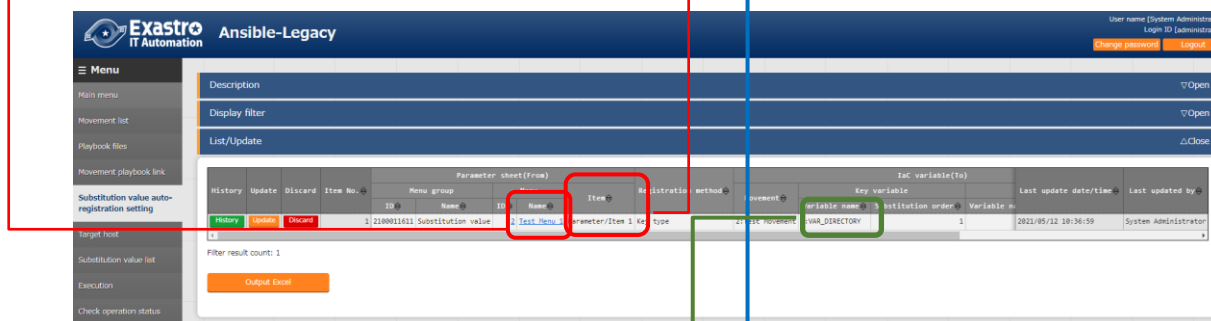 Exastro
IT Automation
Ansible-Legacy
User name [System Administra
Login ID [administra
Change password
Logout
Menu
Main menu
Movement list
Playbook files
Movement playbook link
Substitution value auto-
registration setting
Target host
Substitution value list
Execution
Check operation status
Description
▽Open
Display filter
▽Open
List/Update
△Close
Parameter sheet(From)
IaC variable(To)
History Update Discard Item No.
Menu group
Item
Registration method
Movement
Key variable
Last update date/time
Last updated by
ID Name ID Name
Variable name Substitution order Variable n
History Update Discard 1 2100011611 Substitution value 2 Test Menu 1 Parameter/Item 1 Key type 2:Test Movement :VAR_DIRECTORY 1 2021/05/12 10:36:59 System Administrator
Filter result count: 1
Output Excel